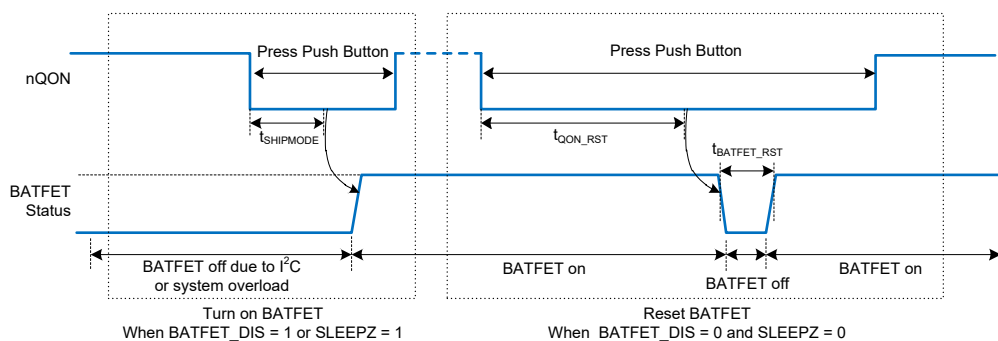 Press Push Button
Press Push Button
nQON
tSHIPMODE
tQON_RST
tBATFET_RST
BATFET
Status
BATFET off due to I²C
or system overload
BATFET on
BATFET off
BATFET on
Turn on BATFET
When BATFET_DIS = 1 or SLEEPZ = 1
Reset BATFET
When BATFET_DIS = 0 and SLEEPZ = 0